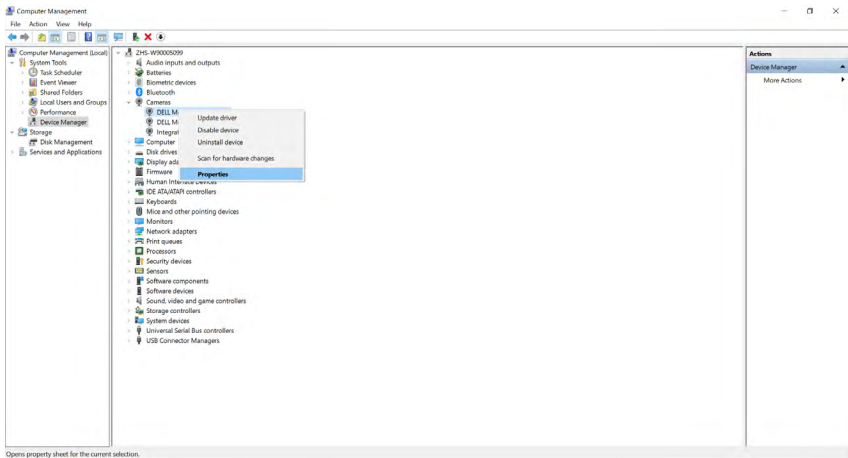 Computer Management
File Action View Help
Computer Management (Local)
System Tools
Task Scheduler
Event Viewer
Shared Folders
Local Users and Groups
Performance
Device Manager
Storage
Disk Management
Services and Applications
ZHS-W90005099
Audio inputs and outputs
Batteries
Biometric devices
Bluetooth
Cameras
DELL M
DELL M
Integrat
Computer
Disk drives
Display ada
Firmware
Human Interface Devices
IDE ATA/ATAPI controllers
Keyboards
Mice and other pointing devices
Monitors
Network adapters
Print queues
Processors
Security devices
Sensors
Software components
Software devices
Sound, video and game controllers
Storage controllers
System devices
Universal Serial Bus controllers
USB Connector Managers
Update driver
Disable device
Uninstall device
Scan for hardware changes
Properties
Actions
Device Manager
More Actions
Opens property sheet for the current selection.